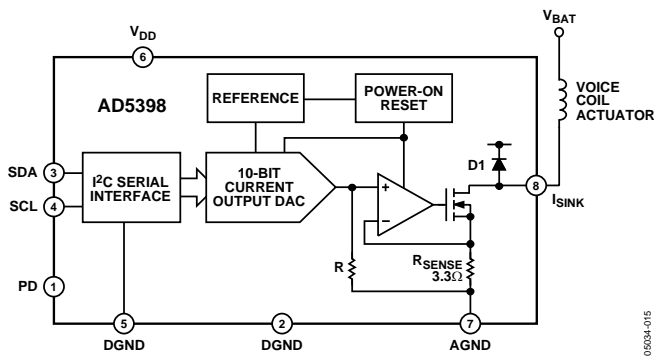 V_DD
6
V_BAT
AD5398
REFERENCE
POWER-ON
RESET
VOICE
COIL
ACTUATOR
D1
SDA
3
I²C SERIAL
INTERFACE
10-BIT
CURRENT
OUTPUT DAC
+
−
8
I_SINK
SCL
4
R
R_SENSE
3.3Ω
PD
1
5
2
7
DGND
DGND
AGND
05034-015